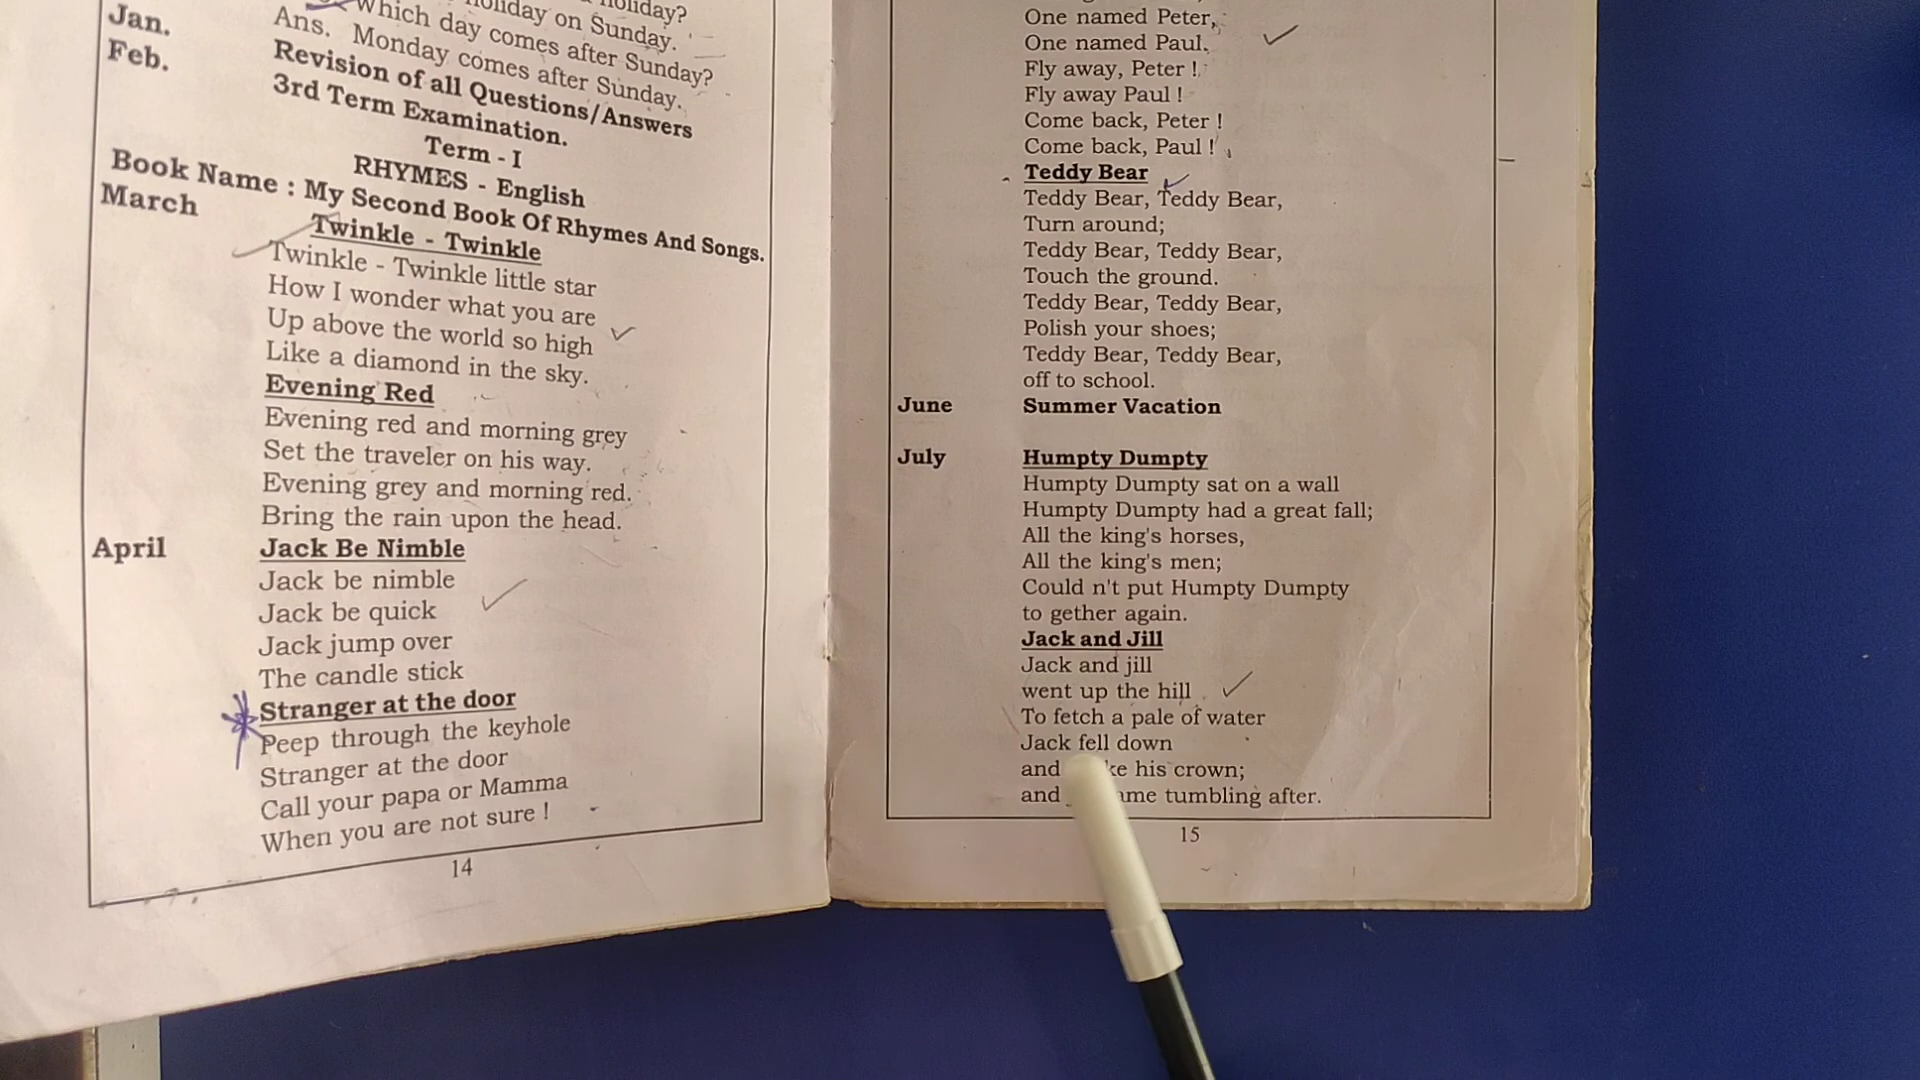 holiday?
holiday on Sunday.
Which day comes after Sunday?
Ans. Monday comes after Sunday.
Jan.
Feb.
Revision of all Questions/Answers
3rd Term Examination.
Term - I
RHYMES - English
Book Name : My Second Book Of Rhymes And Songs.
March
Twinkle - Twinkle
Twinkle - Twinkle little star
How I wonder what you are
Up above the world so high
Like a diamond in the sky.
Evening Red
Evening red and morning grey
Set the traveler on his way.
Evening grey and morning red.
Bring the rain upon the head.
April Jack Be Nimble
Jack be nimble
Jack be quick
Jack jump over
The candle stick
Stranger at the door
Peep through the keyhole
Stranger at the door
Call your papa or Mamma
When you are not sure !
14
One named Peter,
One named Paul.
Fly away, Peter !
Fly away Paul !
Come back, Peter !
Come back, Paul !
Teddy Bear
Teddy Bear, Teddy Bear,
Turn around;
Teddy Bear, Teddy Bear,
Touch the ground.
Teddy Bear, Teddy Bear,
Polish your shoes;
Teddy Bear, Teddy Bear,
off to school.
June Summer Vacation
July Humpty Dumpty
Humpty Dumpty sat on a wall
Humpty Dumpty had a great fall;
All the king's horses,
All the king's men;
Could n't put Humpty Dumpty
to gether again.
Jack and Jill
Jack and jill
went up the hill
To fetch a pale of water
Jack fell down
and his crown;
and tumbling after.
15